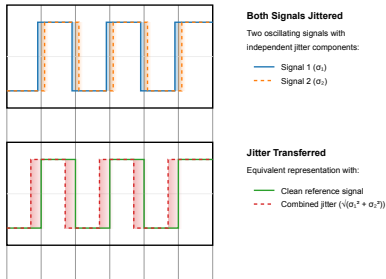 Both Signals Jittered
Two oscillating signals with
independent jitter components:
Signal 1 (σ₁)
Signal 2 (σ₂)
Jitter Transferred
Equivalent representation with:
Clean reference signal
Combined jitter (√(σ₁² + σ₂²))